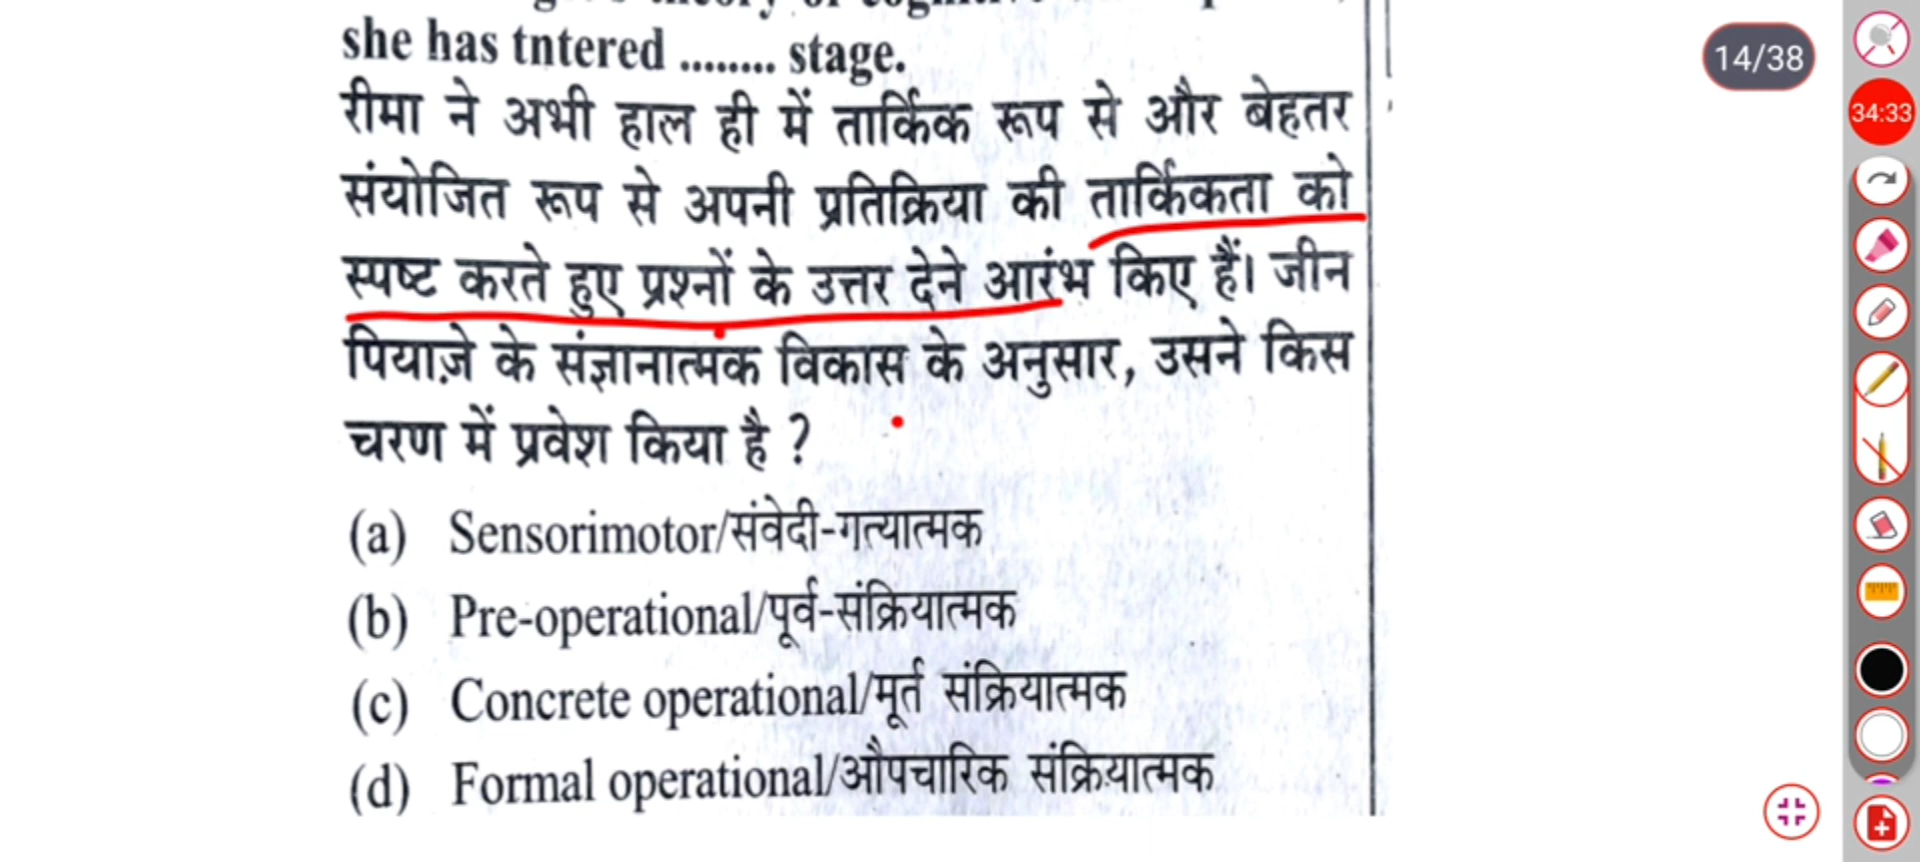 she has tntered ........ stage.
रीमा ने अभी हाल ही में तार्किक रूप से और बेहतर
संयोजित रूप से अपनी प्रतिक्रिया की तार्किकता को
स्पष्ट करते हुए प्रश्नों के उत्तर देने आरंभ किए हैं। जीन
पियाज़े के संज्ञानात्मक विकास के अनुसार, उसने किस
चरण में प्रवेश किया है ?
(a) Sensorimotor/संवेदी-गत्यात्मक
(b) Pre-operational/पूर्व-संक्रियात्मक
(c) Concrete operational/मूर्त संक्रियात्मक
(d) Formal operational/औपचारिक संक्रियात्मक
14/38
34:33